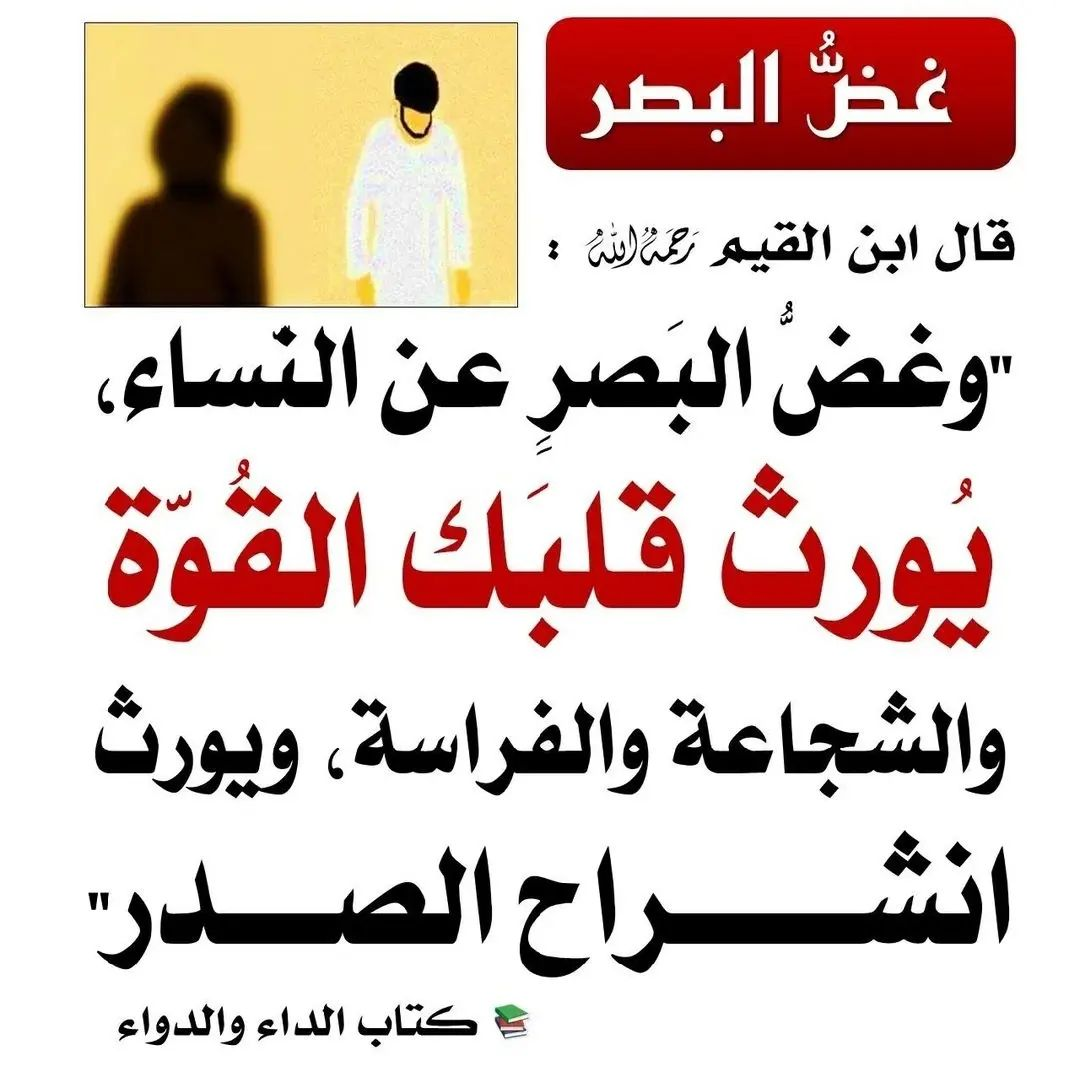 غضُّ البصر
قال ابن القيم رَحِمَهُ اللهُ :
"وغضُّ البَصرِ عن النّساء،
يُورث قلبَك القُوّة
والشجاعة والفراسة، ويورث
انشـــراح الصـــدر"
📚 كتاب الداء والدواء